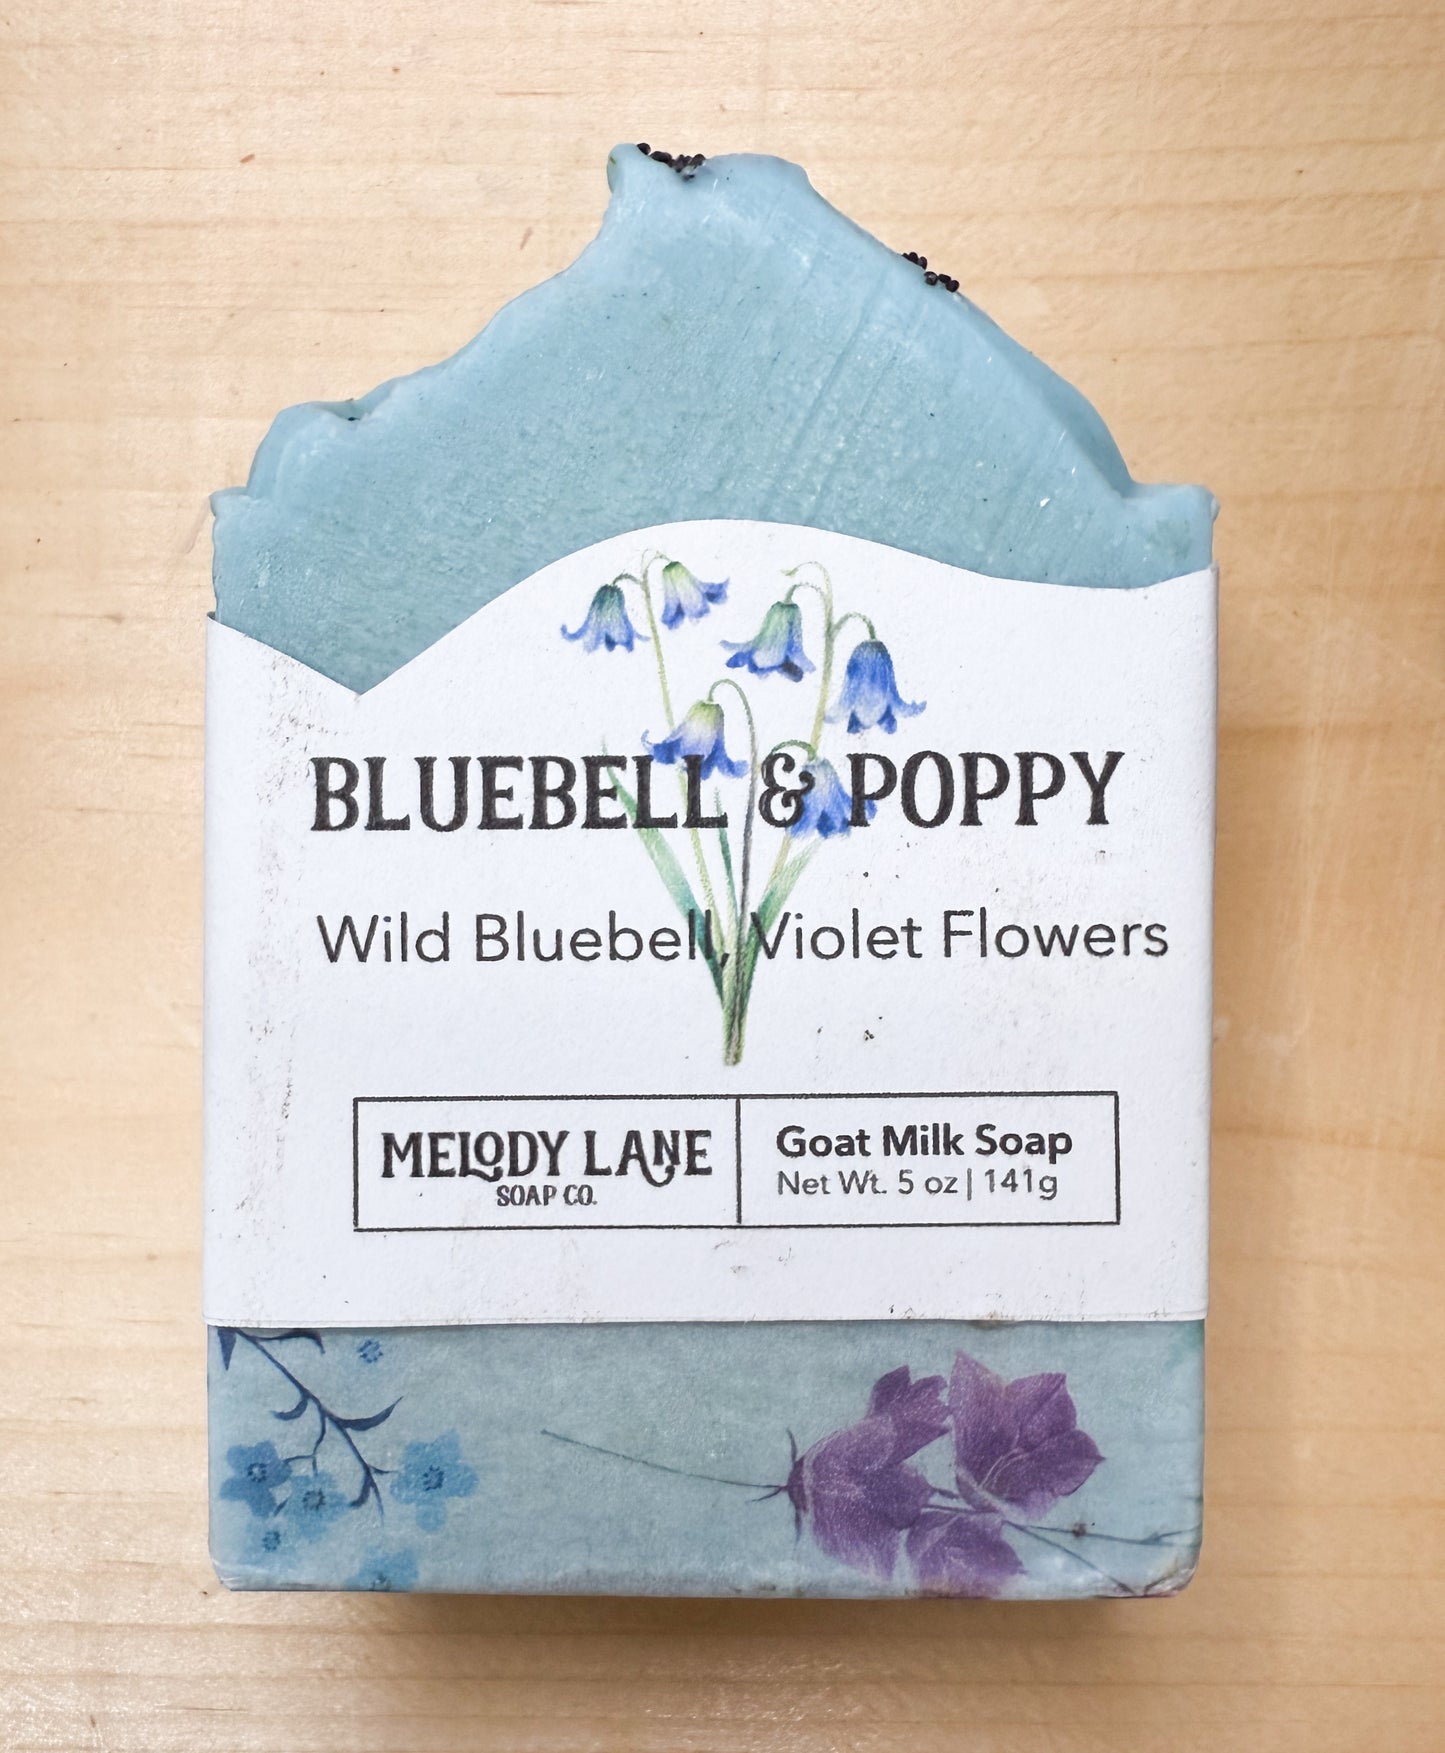 BLUEBELL & POPPY
Wild Bluebell, Violet Flowers
MELODY LANE
SOAP CO.
Goat Milk Soap
Net Wt. 5 oz | 141g